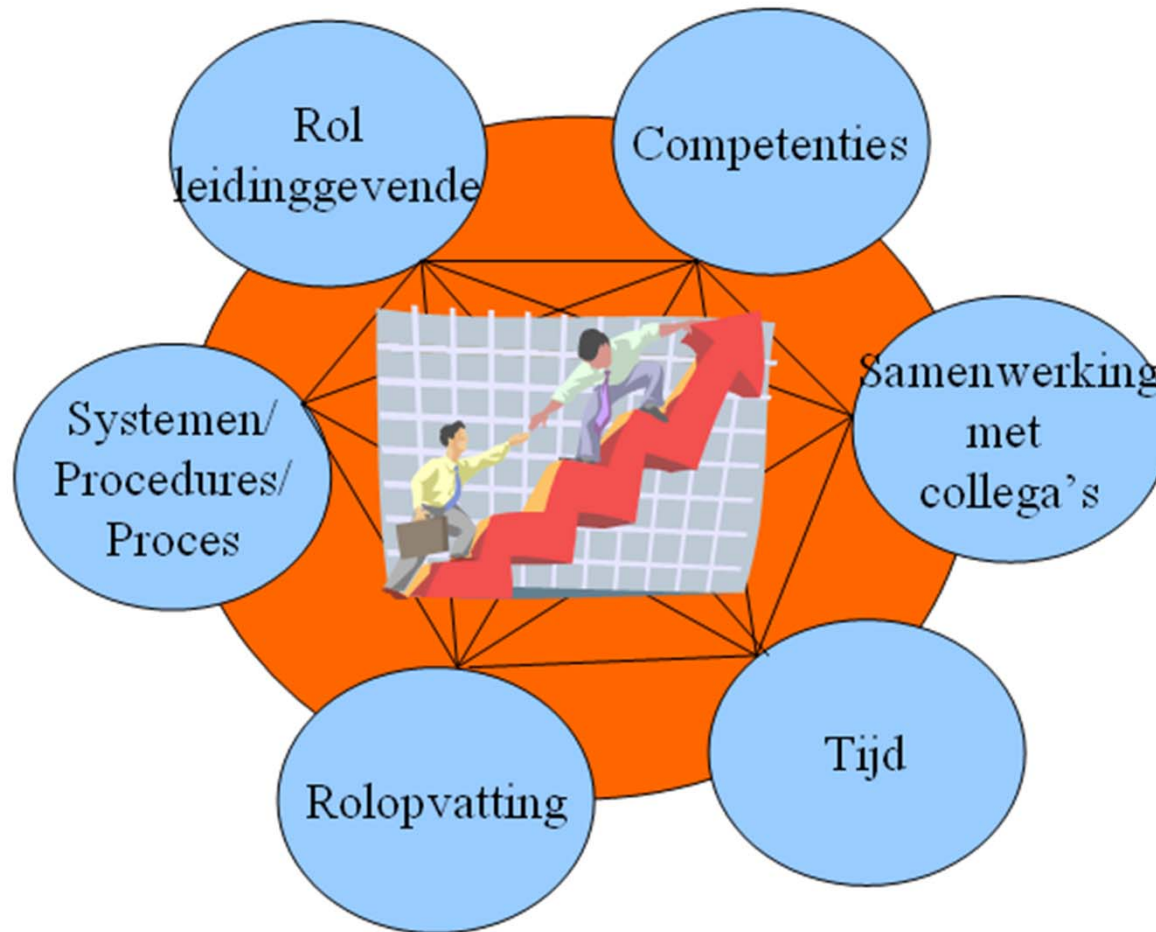 Rol
leidinggevende
Competenties
Samenwerking
met
collega’s
Systemen/
Procedures/
Proces
Tijd
Rolopvatting